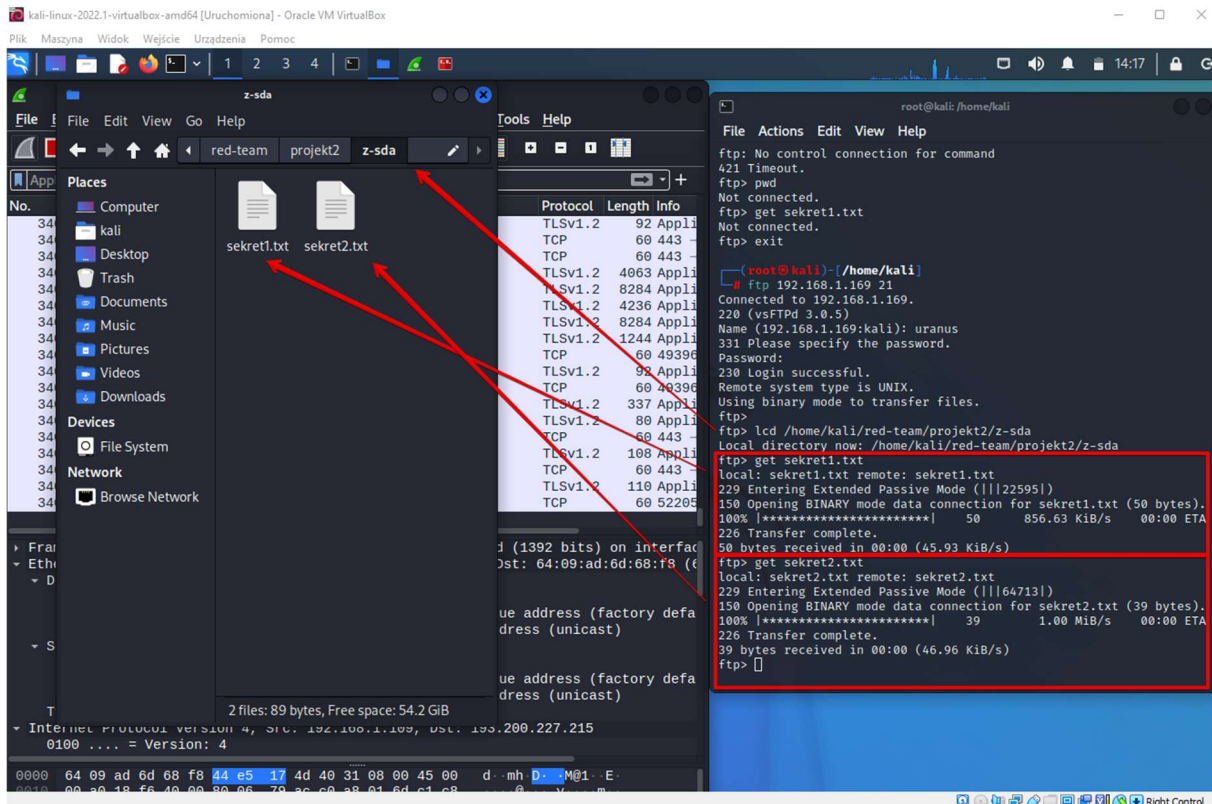 kali-linux-2022.1-virtualbox-amd64 [Uruchomiona] - Oracle VM VirtualBox
Plik Maszyna Widok Wejście Urządzenia Pomoc
1 2 3 4
14:17
z-sda
File Edit View Go Help
red-team projekt2 z-sda
Places
Computer
kali
Desktop
Trash
Documents
Music
Pictures
Videos
Downloads
Devices
File System
Network
Browse Network
sekret1.txt sekret2.txt
2 files: 89 bytes, Free space: 54.2 GiB
File
Tools Help
App
No. Protocol Length Info
TLSv1.2 92 Appli
TCP 60 443
TCP 60 443
TLSv1.2 4063 Appli
TLSv1.2 8284 Appli
TLSv1.2 4236 Appli
TLSv1.2 8284 Appli
TLSv1.2 1244 Appli
TCP 60 49396
TLSv1.2 92 Appli
TCP 60 49396
TLSv1.2 337 Appli
TLSv1.2 80 Appli
TCP 60 443
TLSv1.2 108 Appli
TCP 60 443
TLSv1.2 110 Appli
TCP 60 52205
Fra
d (1392 bits) on interfac
Eth
Dst: 64:09:ad:6d:68:f8 (6
D
ue address (factory defa
dress (unicast)
S
ue address (factory defa
dress (unicast)
T
Internet Protocol Version 4, Src: 192.168.1.109, Dst: 193.200.227.215
0100 .... = Version: 4
0000 64 09 ad 6d 68 f8 44 e5 17 4d 40 31 08 00 45 00 d··mh·D··M@1··E·
root@kali: /home/kali
File Actions Edit View Help
ftp: No control connection for command
421 Timeout.
ftp> pwd
Not connected.
ftp> get sekret1.txt
Not connected.
ftp> exit
(root㉿kali)-[/home/kali]
# ftp 192.168.1.169 21
Connected to 192.168.1.169.
220 (vsFTPd 3.0.5)
Name (192.168.1.169:kali): uranus
331 Please specify the password.
Password:
230 Login successful.
Remote system type is UNIX.
Using binary mode to transfer files.
ftp>
ftp> lcd /home/kali/red-team/projekt2/z-sda
Local directory now: /home/kali/red-team/projekt2/z-sda
ftp> get sekret1.txt
local: sekret1.txt remote: sekret1.txt
229 Entering Extended Passive Mode (|||22595|)
150 Opening BINARY mode data connection for sekret1.txt (50 bytes).
100% |***********************| 50 856.63 KiB/s 00:00 ETA
226 Transfer complete.
50 bytes received in 00:00 (45.93 KiB/s)
ftp> get sekret2.txt
local: sekret2.txt remote: sekret2.txt
229 Entering Extended Passive Mode (|||64713|)
150 Opening BINARY mode data connection for sekret2.txt (39 bytes).
100% |***********************| 39 1.00 MiB/s 00:00 ETA
226 Transfer complete.
39 bytes received in 00:00 (46.96 KiB/s)
ftp>
Right Control